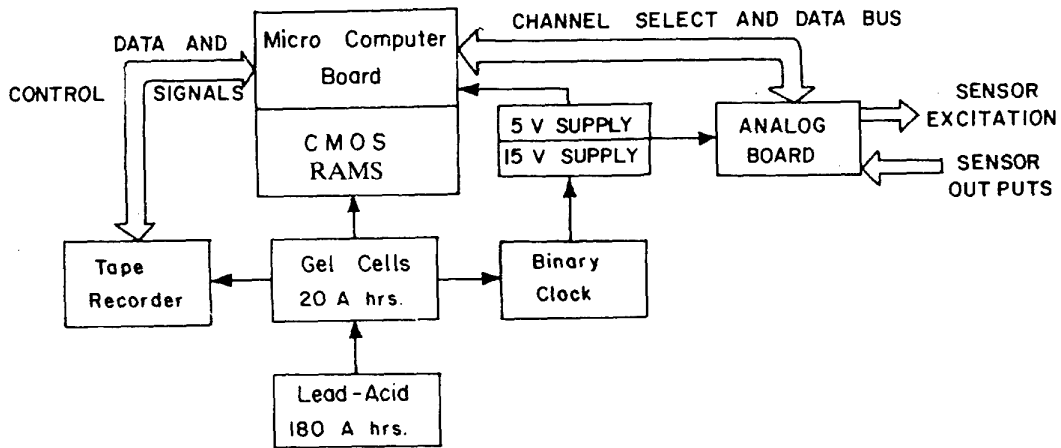 CHANNEL SELECT AND DATA BUS
DATA AND
CONTROL SIGNALS
Micro Computer
Board
CMOS
RAMS
5 V SUPPLY
15 V SUPPLY
ANALOG
BOARD
SENSOR
EXCITATION
SENSOR
OUT PUTS
Tape
Recorder
Gel Cells
20 A hrs.
Binary
Clock
Lead-Acid
180 A hrs.